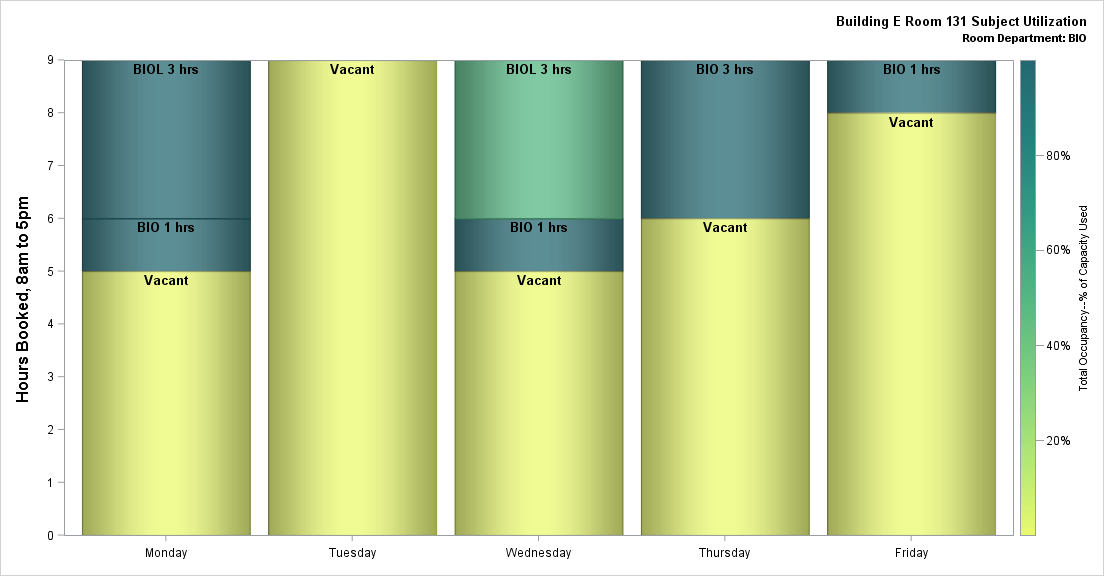 Building E Room 131 Subject Utilization
Room Department: BIO
Hours Booked, 8am to 5pm
9
8
7
6
5
4
3
2
1
0
BIOL 3 hrs
BIO 1 hrs
Vacant
Vacant
BIOL 3 hrs
BIO 1 hrs
Vacant
BIO 3 hrs
Vacant
BIO 1 hrs
Vacant
Monday
Tuesday
Wednesday
Thursday
Friday
80%
60%
40%
20%
Total Occupancy--% of Capacity Used